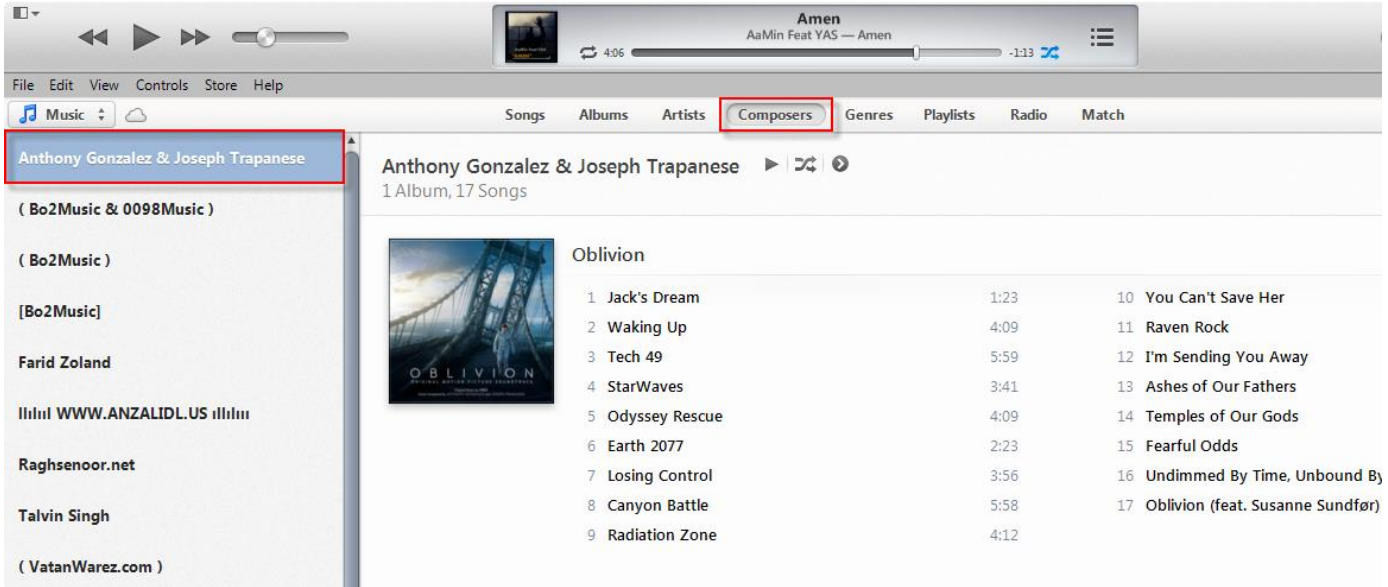 Amen
AaMin Feat YAS — Amen
4:06
-1:13
File Edit View Controls Store Help
Music
Songs Albums Artists Composers Genres Playlists Radio Match
Anthony Gonzalez & Joseph Trapanese
( Bo2Music & 0098Music )
( Bo2Music )
[Bo2Music]
Farid Zoland
WWW.ANZALIDL.US
Raghsenoor.net
Talvin Singh
( VatanWarez.com )
Anthony Gonzalez & Joseph Trapanese
1 Album, 17 Songs
OBLIVION
ORIGINAL MOTION PICTURE SOUNDTRACK
Oblivion
1 Jack's Dream 1:23
2 Waking Up 4:09
3 Tech 49 5:59
4 StarWaves 3:41
5 Odyssey Rescue 4:09
6 Earth 2077 2:23
7 Losing Control 3:56
8 Canyon Battle 5:58
9 Radiation Zone 4:12
10 You Can't Save Her
11 Raven Rock
12 I'm Sending You Away
13 Ashes of Our Fathers
14 Temples of Our Gods
15 Fearful Odds
16 Undimmed By Time, Unbound By
17 Oblivion (feat. Susanne Sundfør)